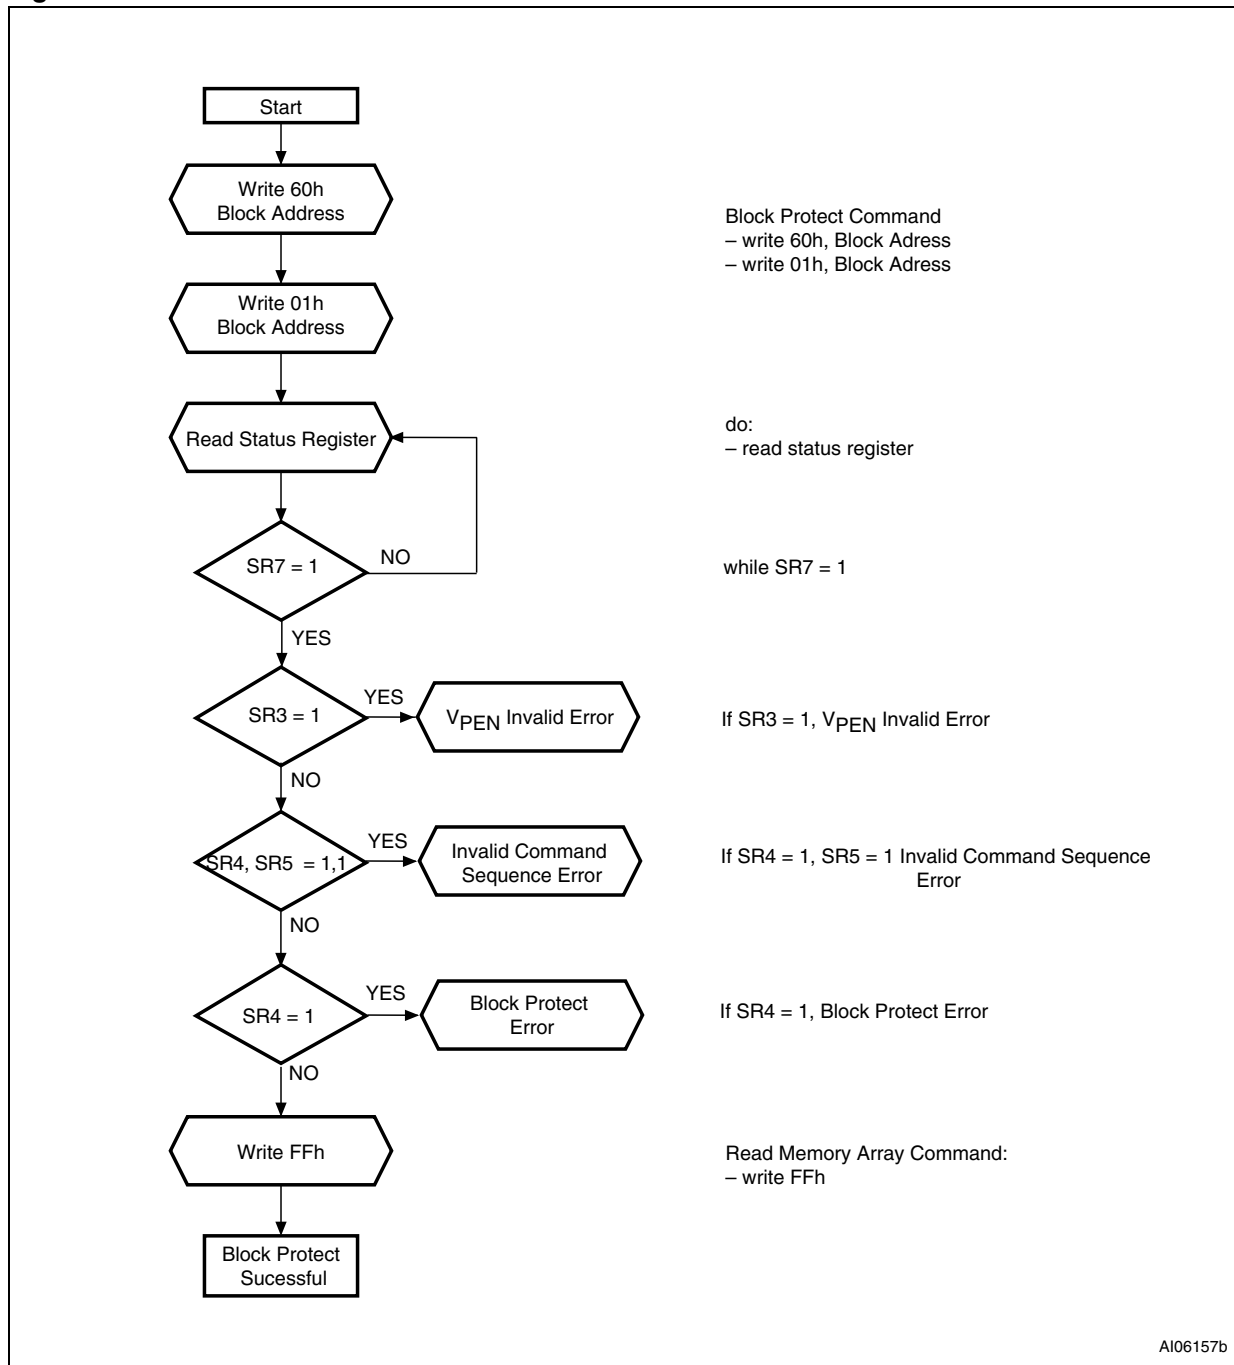 Start
Write 60h
Block Address
Block Protect Command
– write 60h, Block Adress
– write 01h, Block Adress
Write 01h
Block Address
Read Status Register
do:
– read status register
SR7 = 1
NO
while SR7 = 1
YES
SR3 = 1
YES
VPEN Invalid Error
If SR3 = 1, VPEN Invalid Error
NO
SR4, SR5 = 1,1
YES
Invalid Command
Sequence Error
If SR4 = 1, SR5 = 1 Invalid Command Sequence
Error
NO
SR4 = 1
YES
Block Protect
Error
If SR4 = 1, Block Protect Error
NO
Write FFh
Read Memory Array Command:
– write FFh
Block Protect
Sucessful
AI06157b